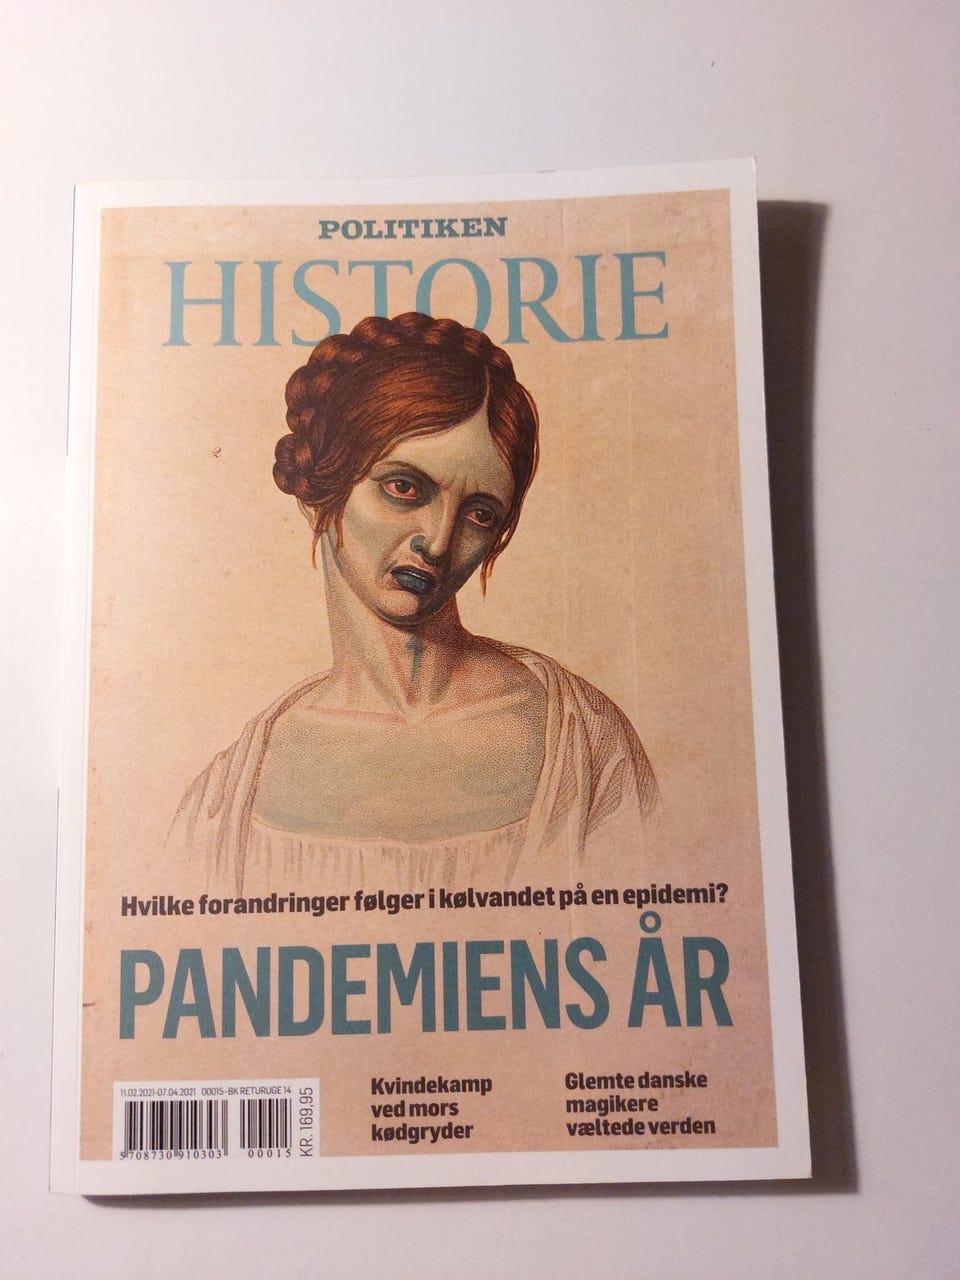 POLITIKEN
HISTORIE
Hvilke forandringer følger i kølvandet på en epidemi?
PANDEMIENS ÅR
11.02.2021-07.04.2021 00015-BK RETURUGE 14
5 708730 910303
00015
KR. 169,95
Kvindekamp
ved mors
kødgryder
Glemte danske
magikere
væltede verden